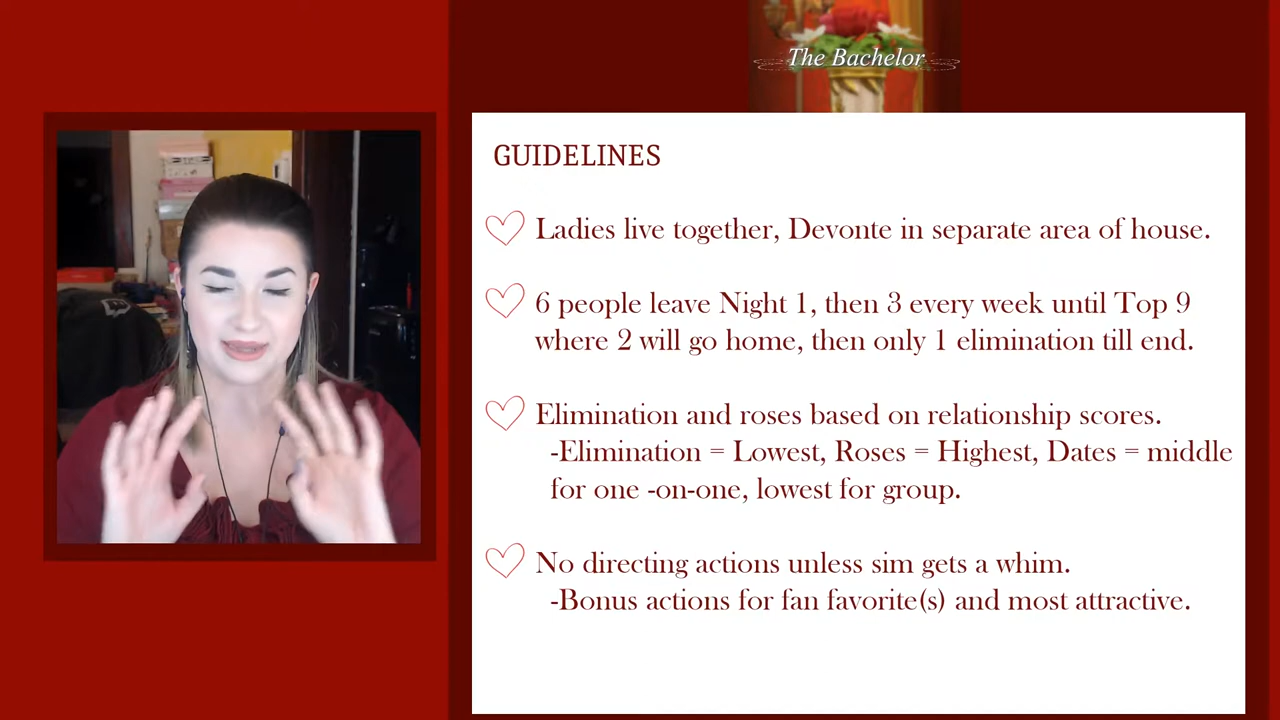 The Bachelor
GUIDELINES
Ladies live together, Devonte in separate area of house.
6 people leave Night 1, then 3 every week until Top 9
where 2 will go home, then only 1 elimination till end.
Elimination and roses based on relationship scores.
-Elimination = Lowest, Roses = Highest, Dates = middle
for one -on-one, lowest for group.
No directing actions unless sim gets a whim.
-Bonus actions for fan favorite(s) and most attractive.